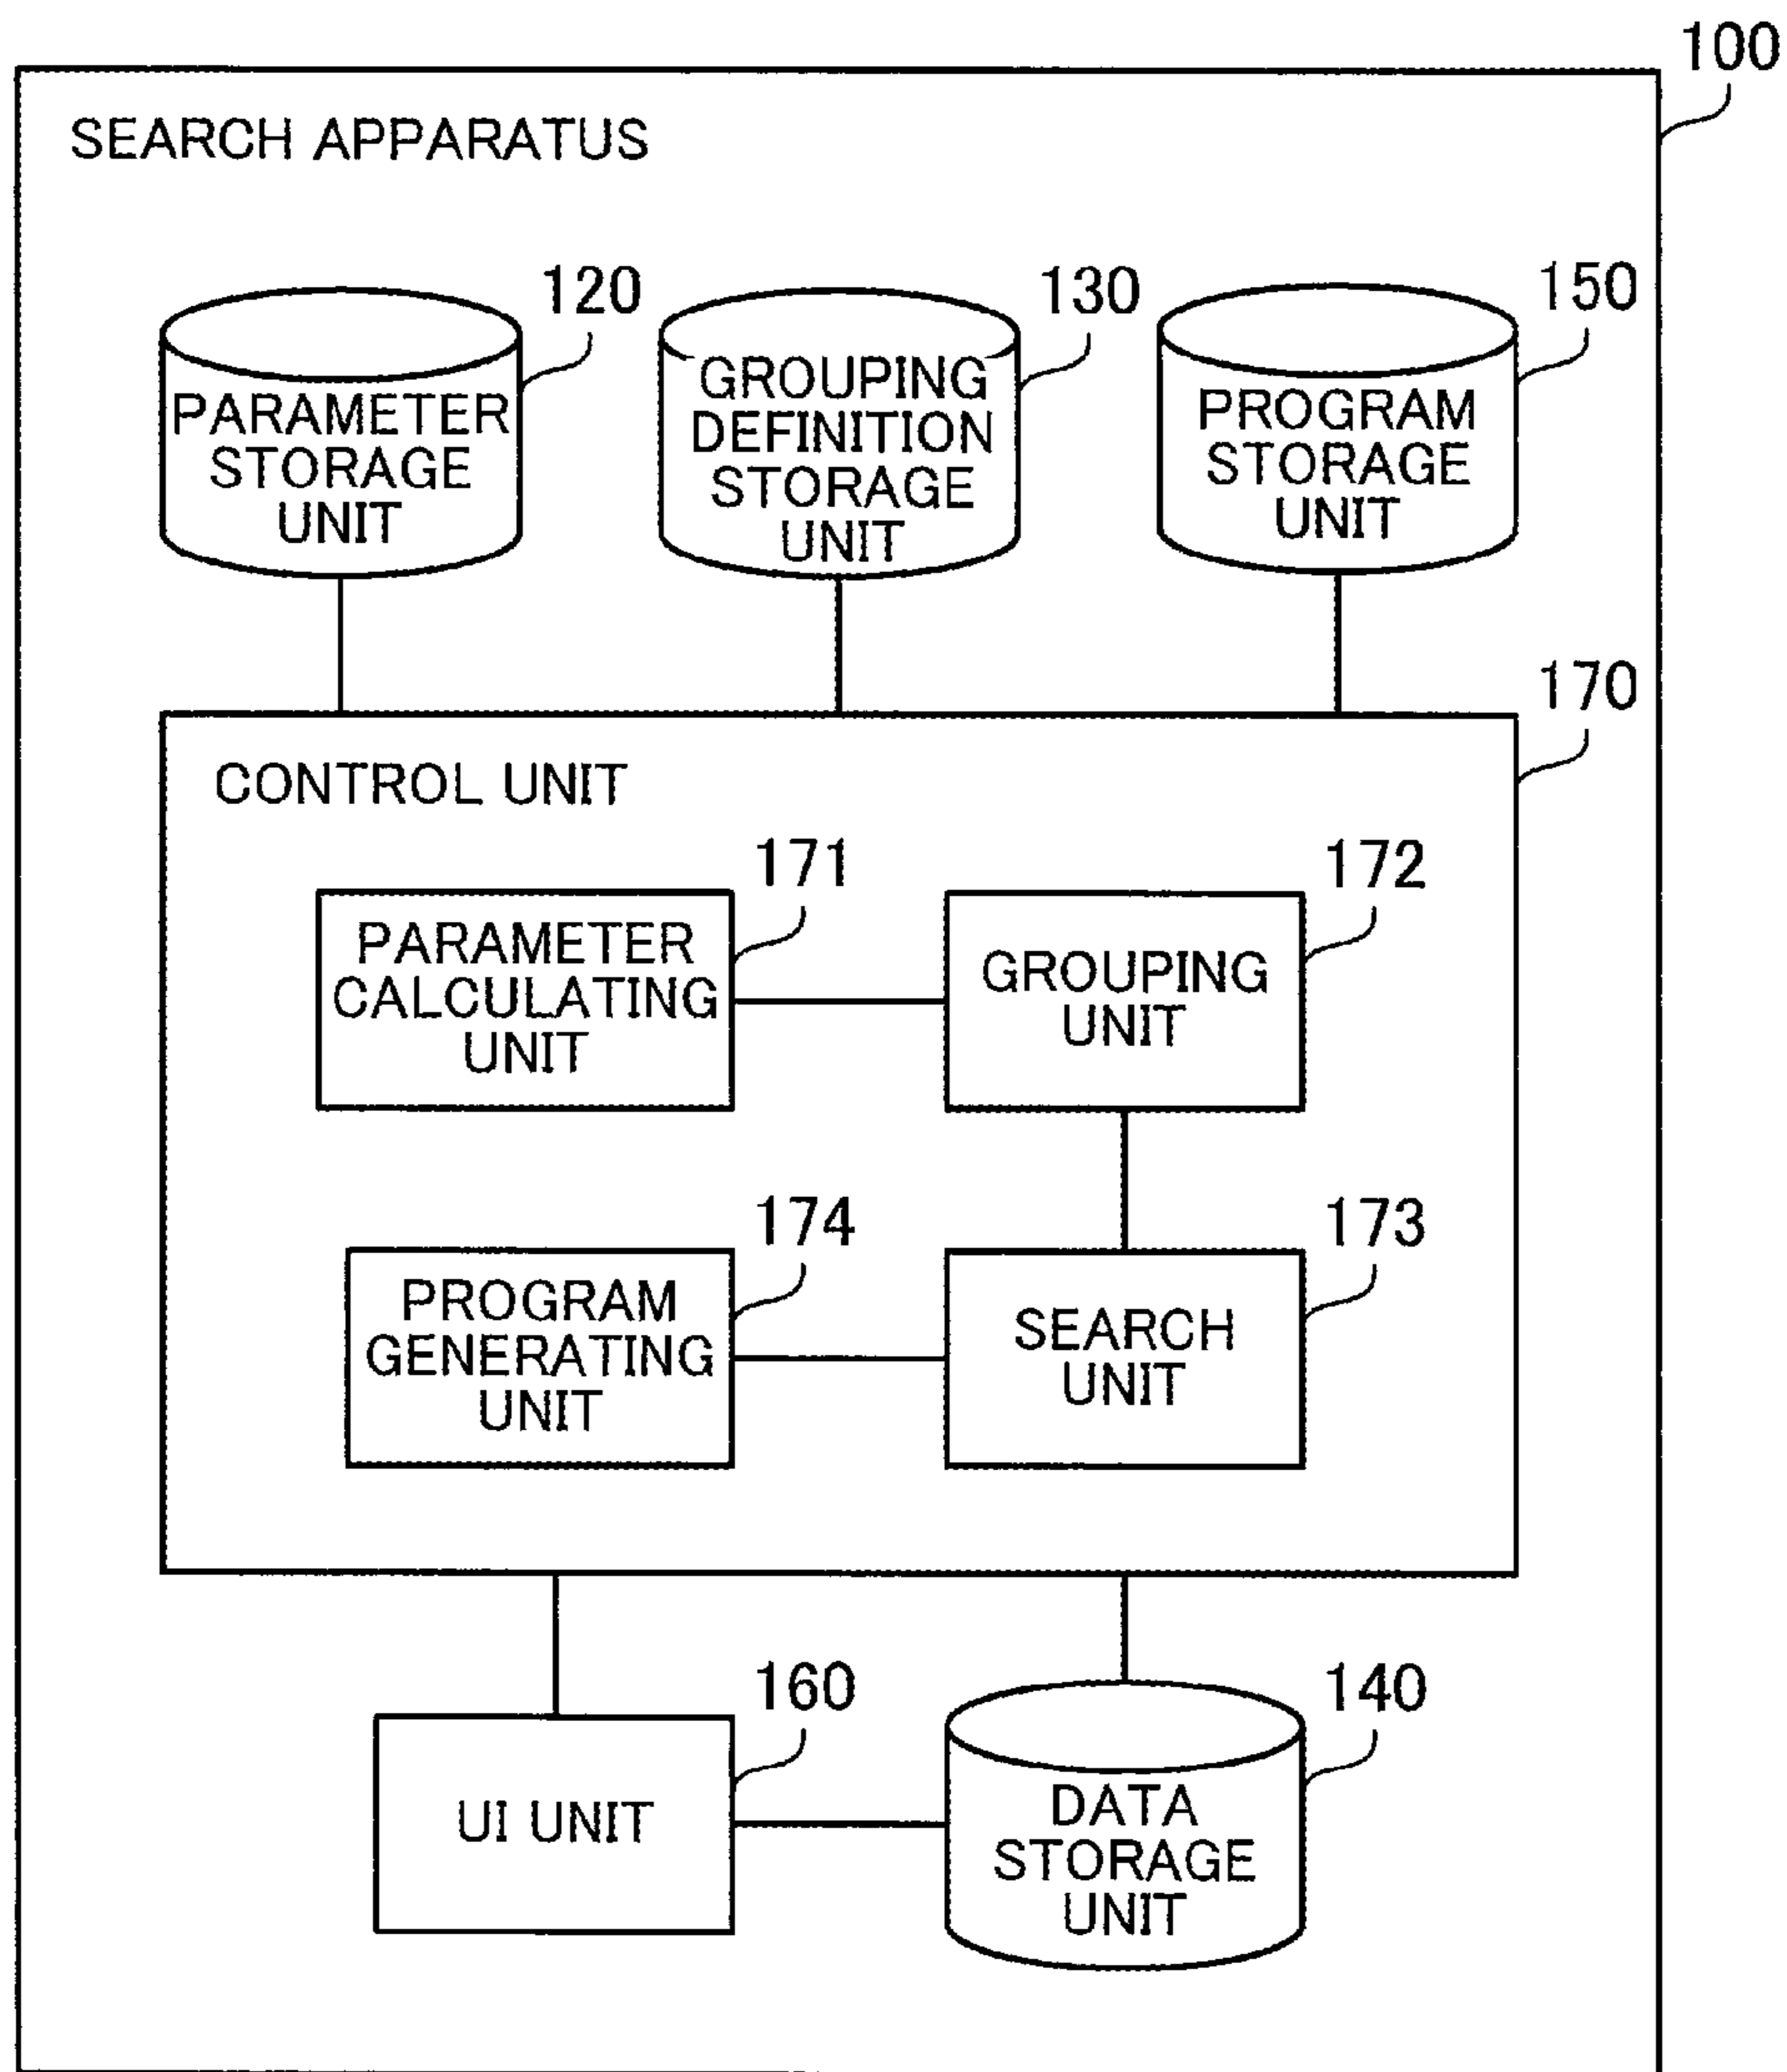 100
SEARCH APPARATUS
120
130
150
PARAMETER
STORAGE
UNIT
GROUPING
DEFINITION
STORAGE
UNIT
PROGRAM
STORAGE
UNIT
170
CONTROL UNIT
171
172
PARAMETER
CALCULATING
UNIT
GROUPING
UNIT
174
173
PROGRAM
GENERATING
UNIT
SEARCH
UNIT
160
140
UI UNIT
DATA
STORAGE
UNIT